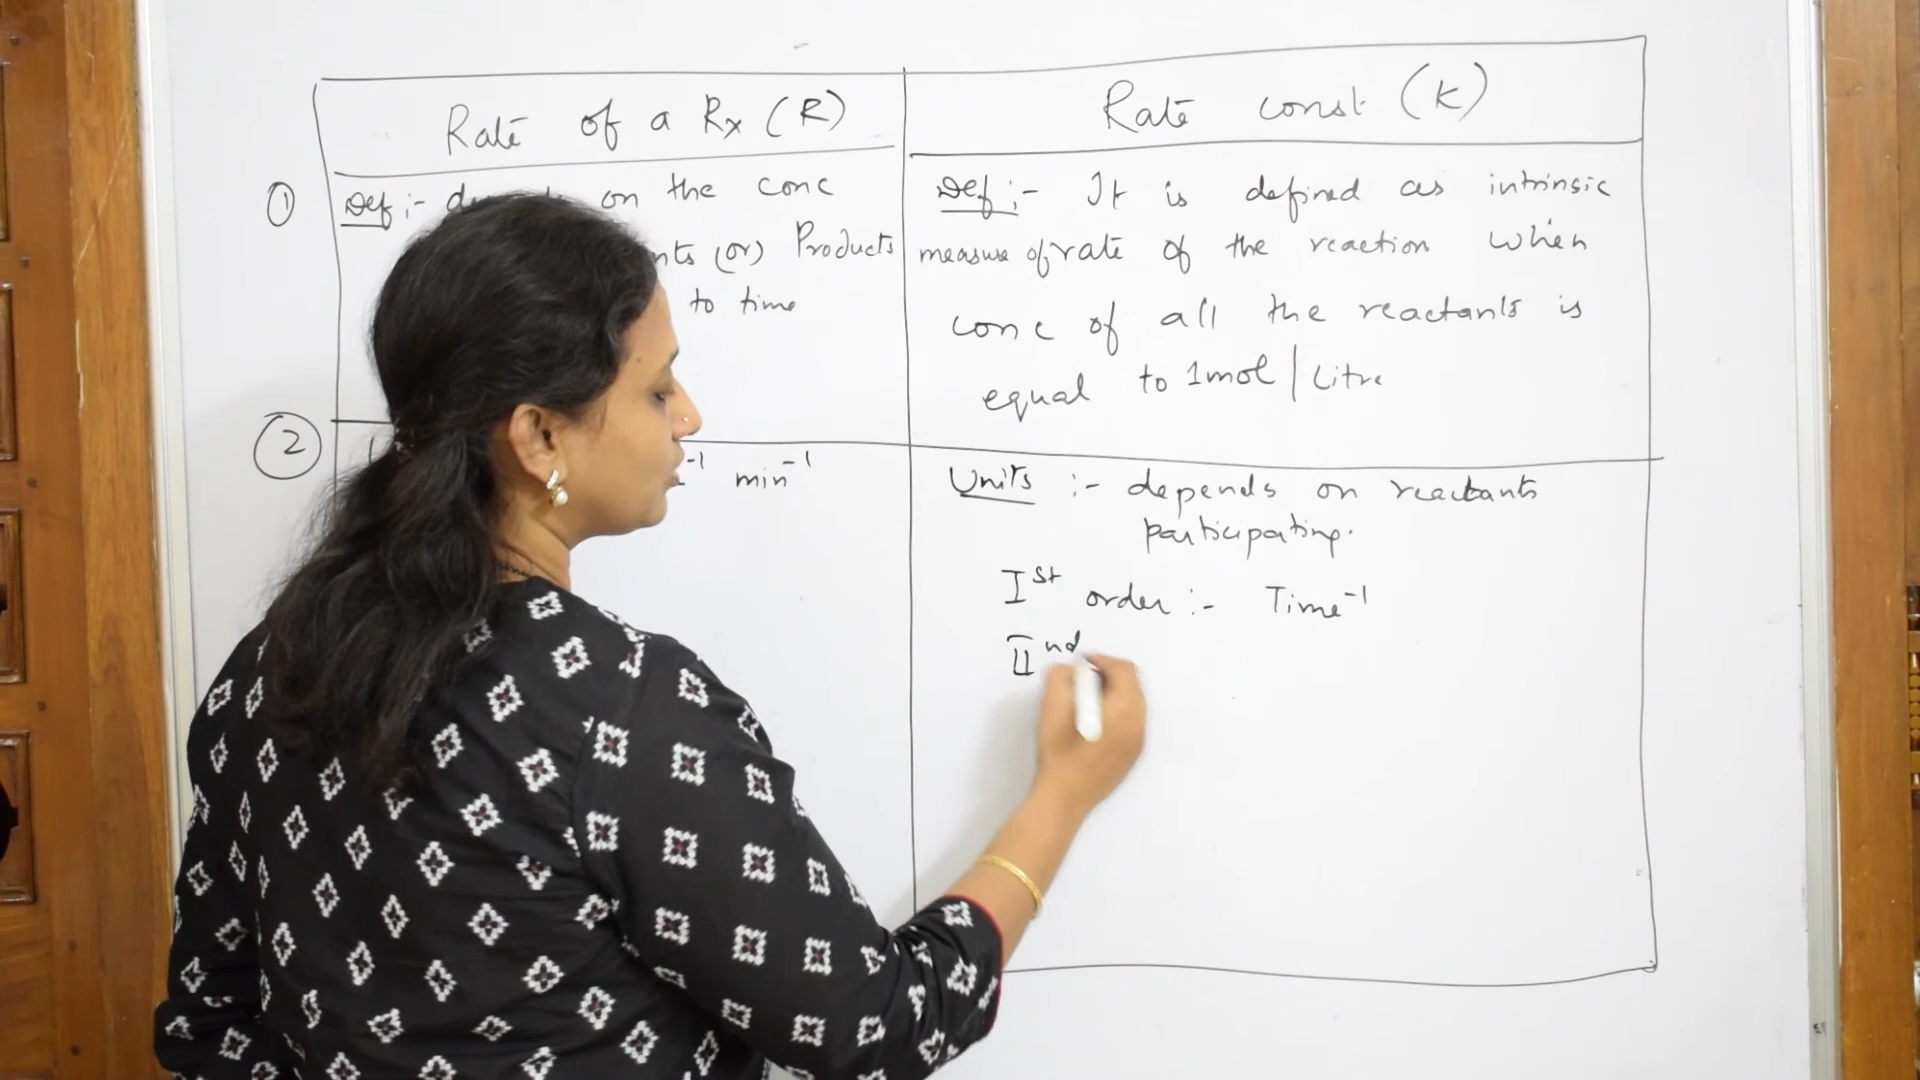 Rate of a Rx (R)
Rate const (K)
①
Def :- on the conc
(or) Products
to time
Def :- It is defined as intrinsic
measure of rate of the reaction when
conc of all the reactants is
equal to 1mol / Litre
②
-1 min-1
Units :- depends on reactants
participating.
Ist order :- Time-1
IInd